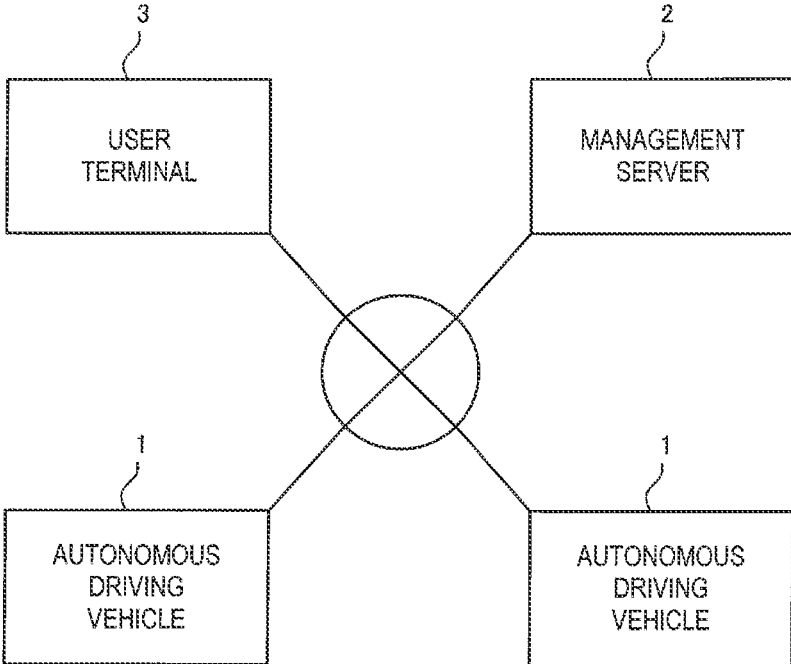 3
2
USER
TERMINAL
MANAGEMENT
SERVER
1
1
AUTONOMOUS
DRIVING
VEHICLE
AUTONOMOUS
DRIVING
VEHICLE